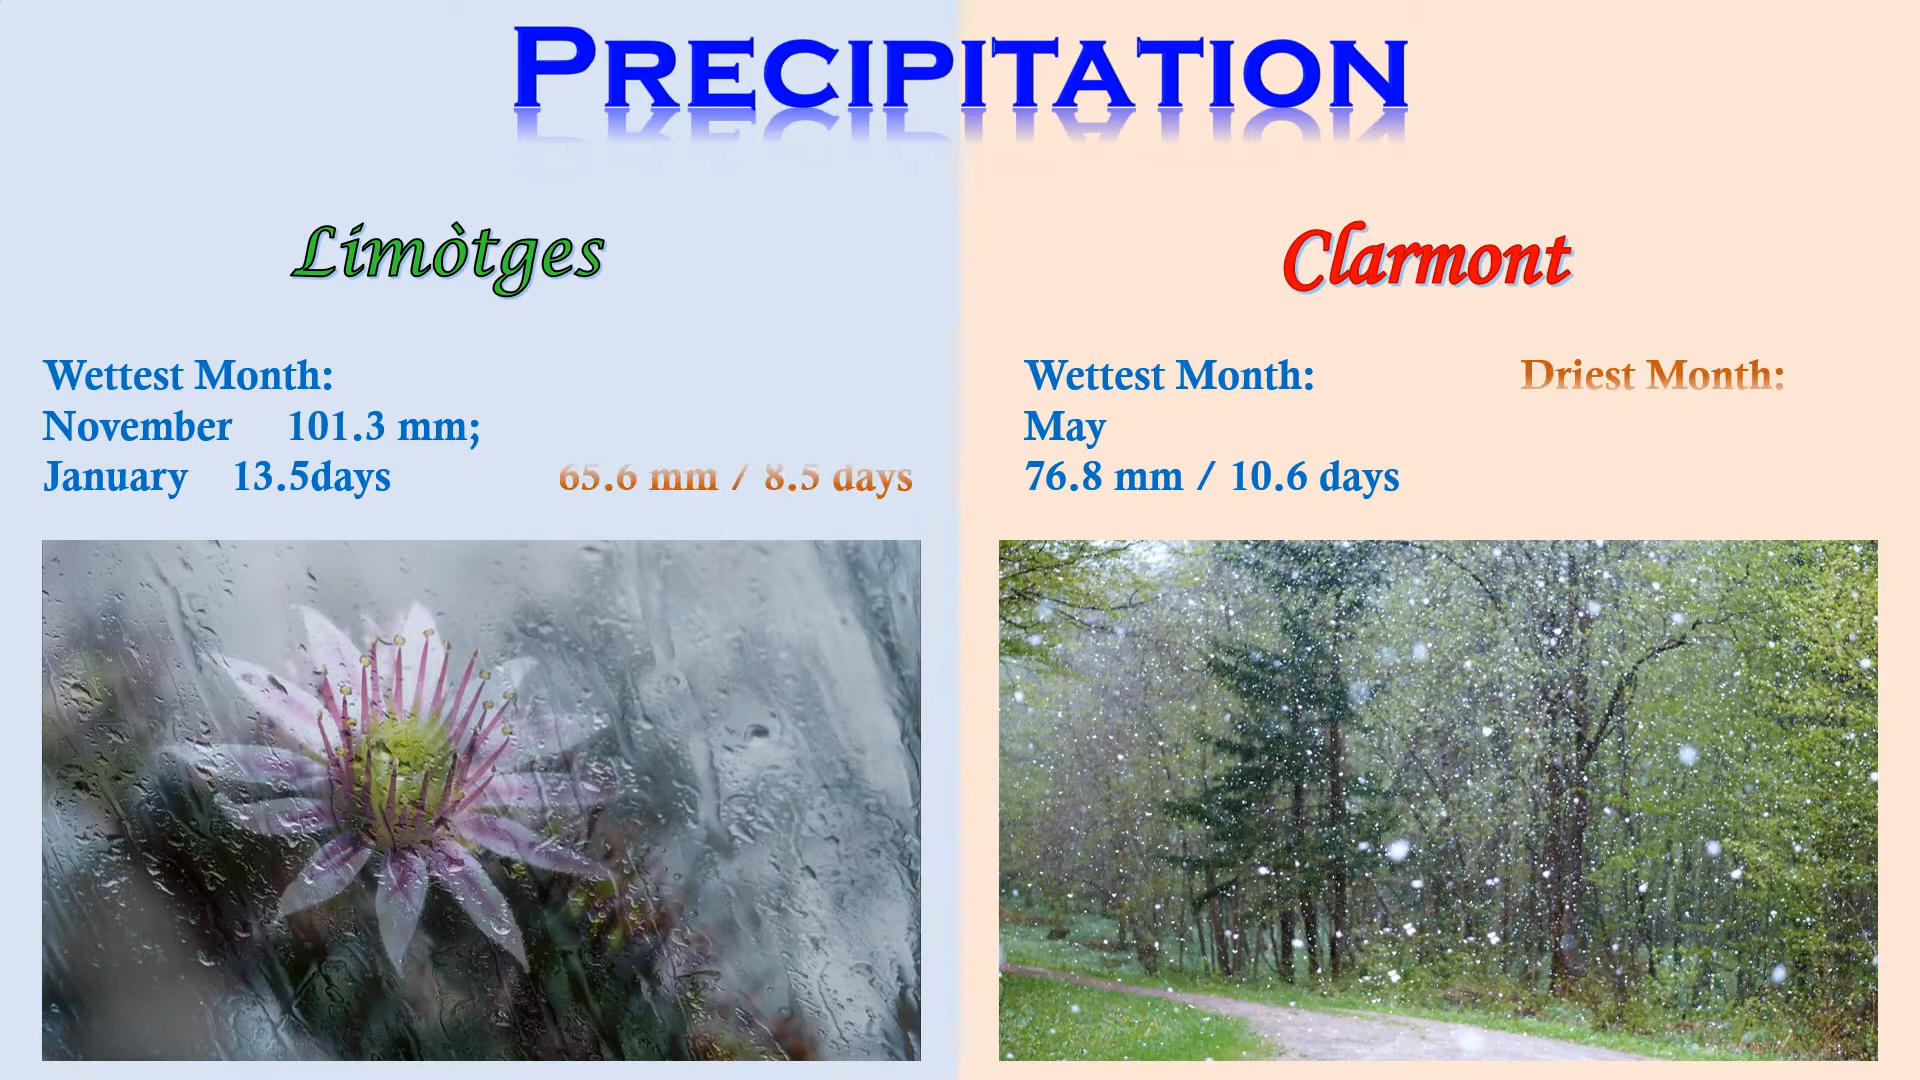 PRECIPITATION
Limòtges
Wettest Month:
November 101.3 mm;
January 13.5days
65.6 mm / 8.5 days
Clarmont
Wettest Month:
May
76.8 mm / 10.6 days
Driest Month: